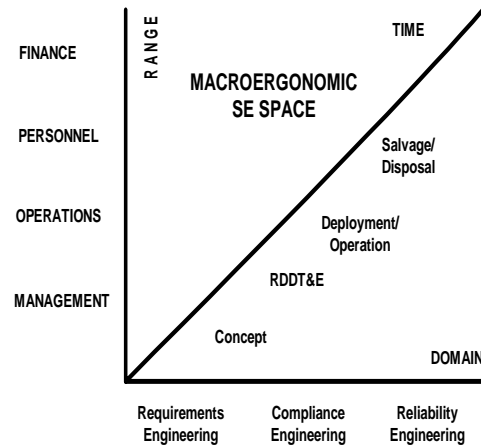 TIME
FINANCE
RANGE
MACROERGONOMIC
SE SPACE
PERSONNEL
Salvage/
Disposal
OPERATIONS
Deployment/
Operation
RDDT&E
MANAGEMENT
Concept
DOMAIN
Requirements
Engineering
Compliance
Engineering
Reliability
Engineering